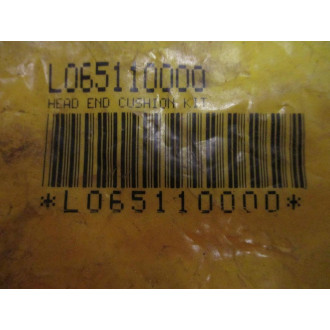 L065110000
HEAD END CUSHION KIT
*L065110000*